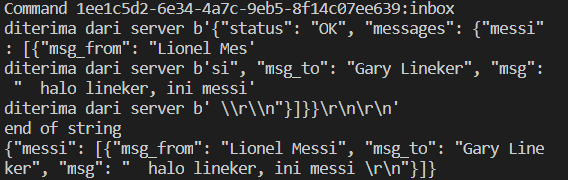 Command 1ee1c5d2-6e34-4a7c-9eb5-8f14c07ee639:inbox
diterima dari server b'{"status": "OK", "messages": {"messi"
: [{"msg_from": "Lionel Mes'
diterima dari server b'si", "msg_to": "Gary Lineker", "msg":
 "  halo lineker, ini messi'
diterima dari server b' \\r\\n"}]}}\r\n\r\n'
end of string
{"messi": [{"msg_from": "Lionel Messi", "msg_to": "Gary Line
ker", "msg": "  halo lineker, ini messi \r\n"}]}